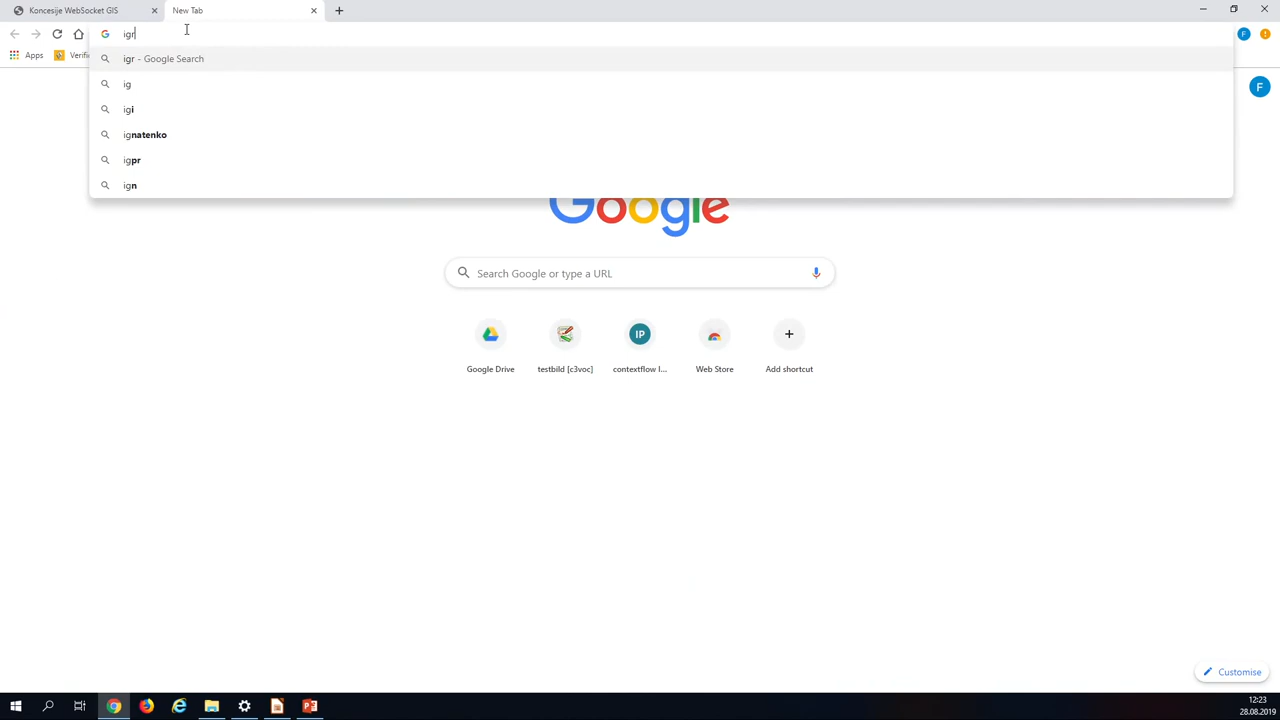 Koncesije WebSocket GIS
New Tab
igr
Apps
Verifi
igr - Google Search
ig
igi
ignatenko
igpr
ign
F
F
Google
Search Google or type a URL
IP
Google Drive
testbild [c3voc]
contextflow I...
Web Store
Add shortcut
Customise
12:23
28.08.2019